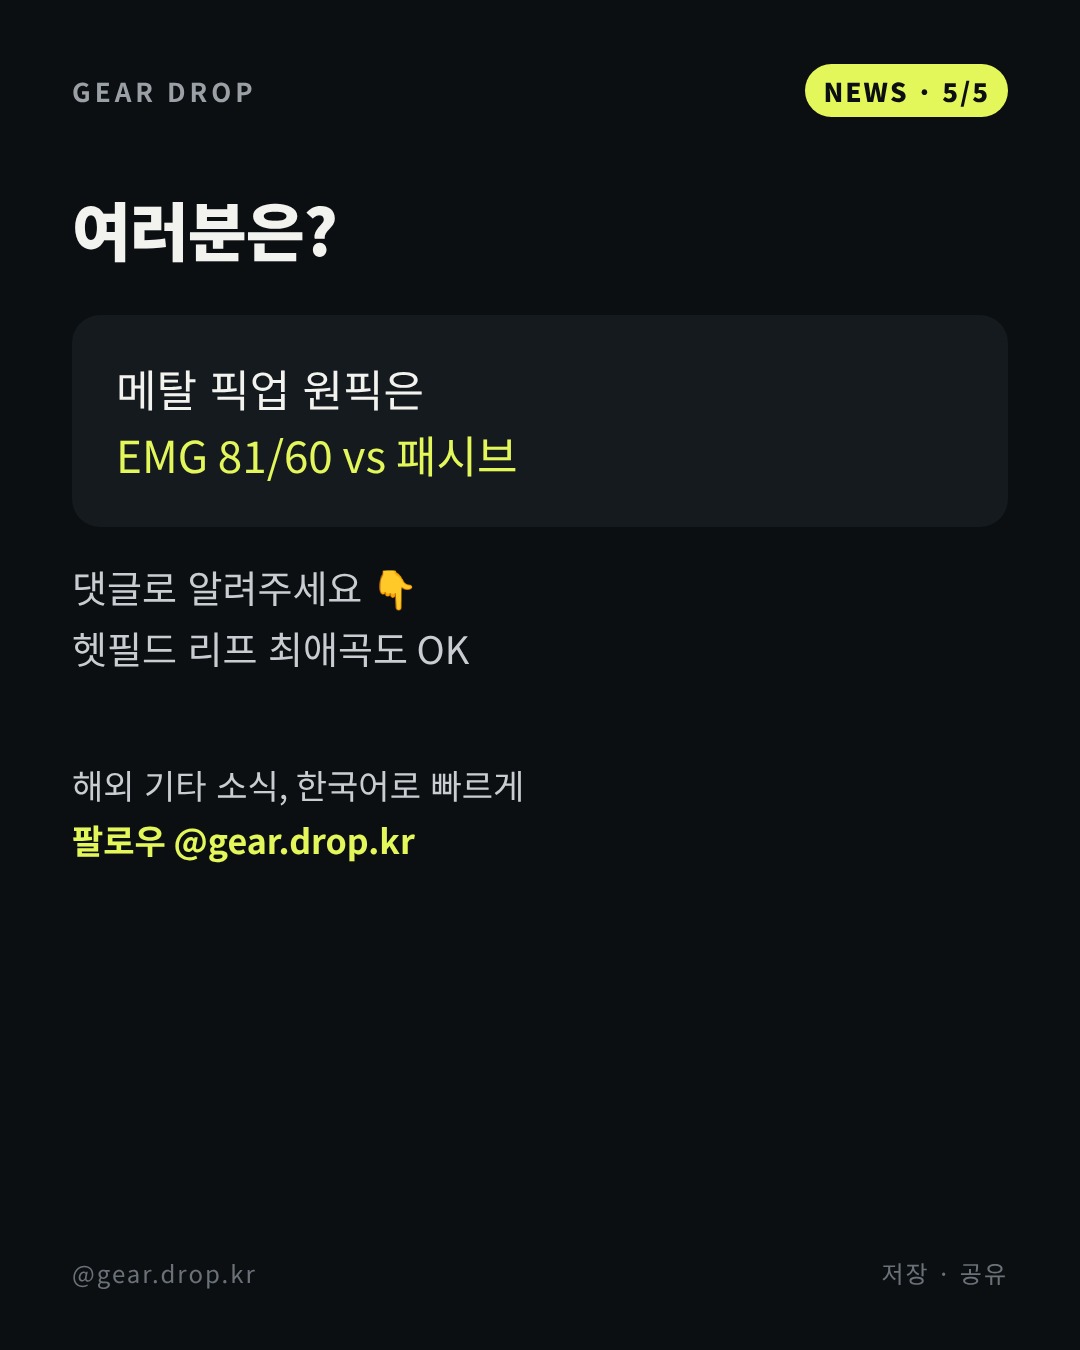 GEAR DROP
NEWS · 5/5
여러분은?
메탈 픽업 원픽은
EMG 81/60 vs 패시브
댓글로 알려주세요 👇
헷필드 리프 최애곡도 OK
해외 기타 소식, 한국어로 빠르게
팔로우 @gear.drop.kr
@gear.drop.kr
저장 · 공유